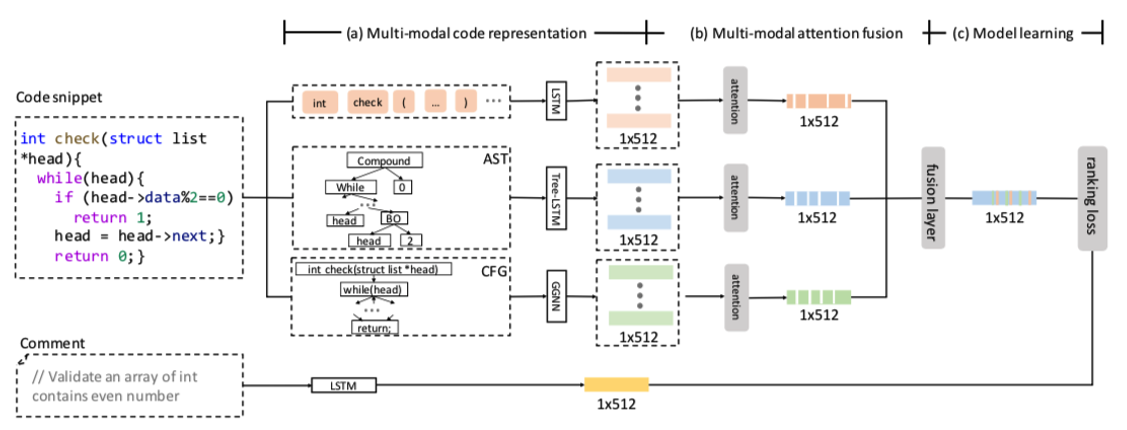 (a) Multi-modal code representation
(b) Multi-modal attention fusion
(c) Model learning
Code snippet
int check(struct list
*head){
while(head){
if (head->data%2==0)
return 1;
head = head->next;}
return 0;}
int check ( ... ) ...
LSTM
1x512
attention
1x512
AST
Compound
While 0
...
head BO
head 2
Tree-LSTM
1x512
attention
1x512
CFG
int check(struct list *head)
while(head)
...
return;
GGNN
1x512
attention
1x512
fusion layer
1x512
ranking loss
Comment
// Validate an array of int
contains even number
LSTM
1x512